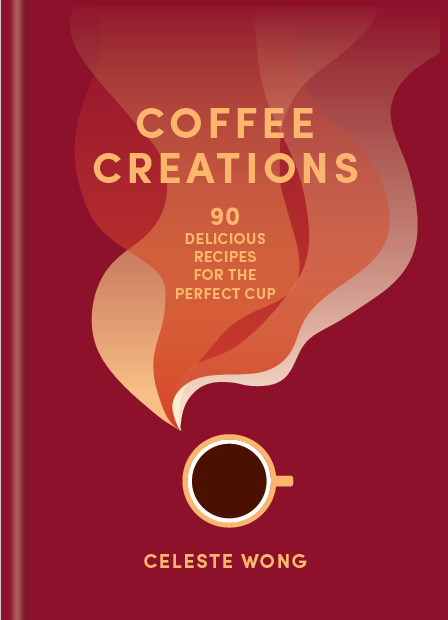 COFFEE
CREATIONS
90
DELICIOUS
RECIPES
FOR THE
PERFECT CUP
CELESTE WONG